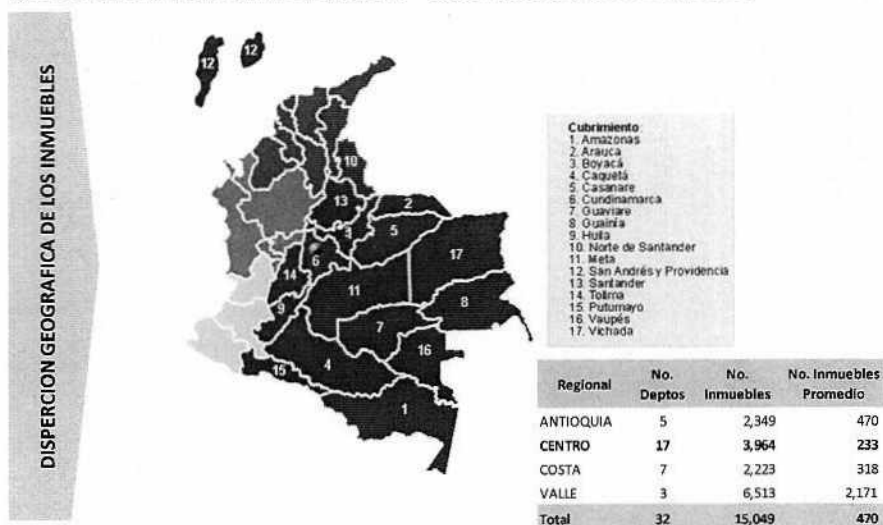 DISPERCION GEOGRAFICA DE LOS INMUEBLES
12
12
10
13
2
3
5
6
17
14
11
8
9
7
16
15
4
1
Cubrimiento:
1. Amazonas
2. Arauca
3. Boyacá
4. Caquetá
5. Casanare
6. Cundinamarca
7. Guaviare
8. Guainía
9. Huila
10. Norte de Santander
11. Meta
12. San Andrés y Providencia
13. Santander
14. Tolima
15. Putumayo
16. Vaupés
17. Vichada
Regional No. Deptos No. Inmuebles No. Inmuebles Promedio
ANTIOQUIA 5 2,349 470
CENTRO 17 3,964 233
COSTA 7 2,223 318
VALLE 3 6,513 2,171
Total 32 15,049 470